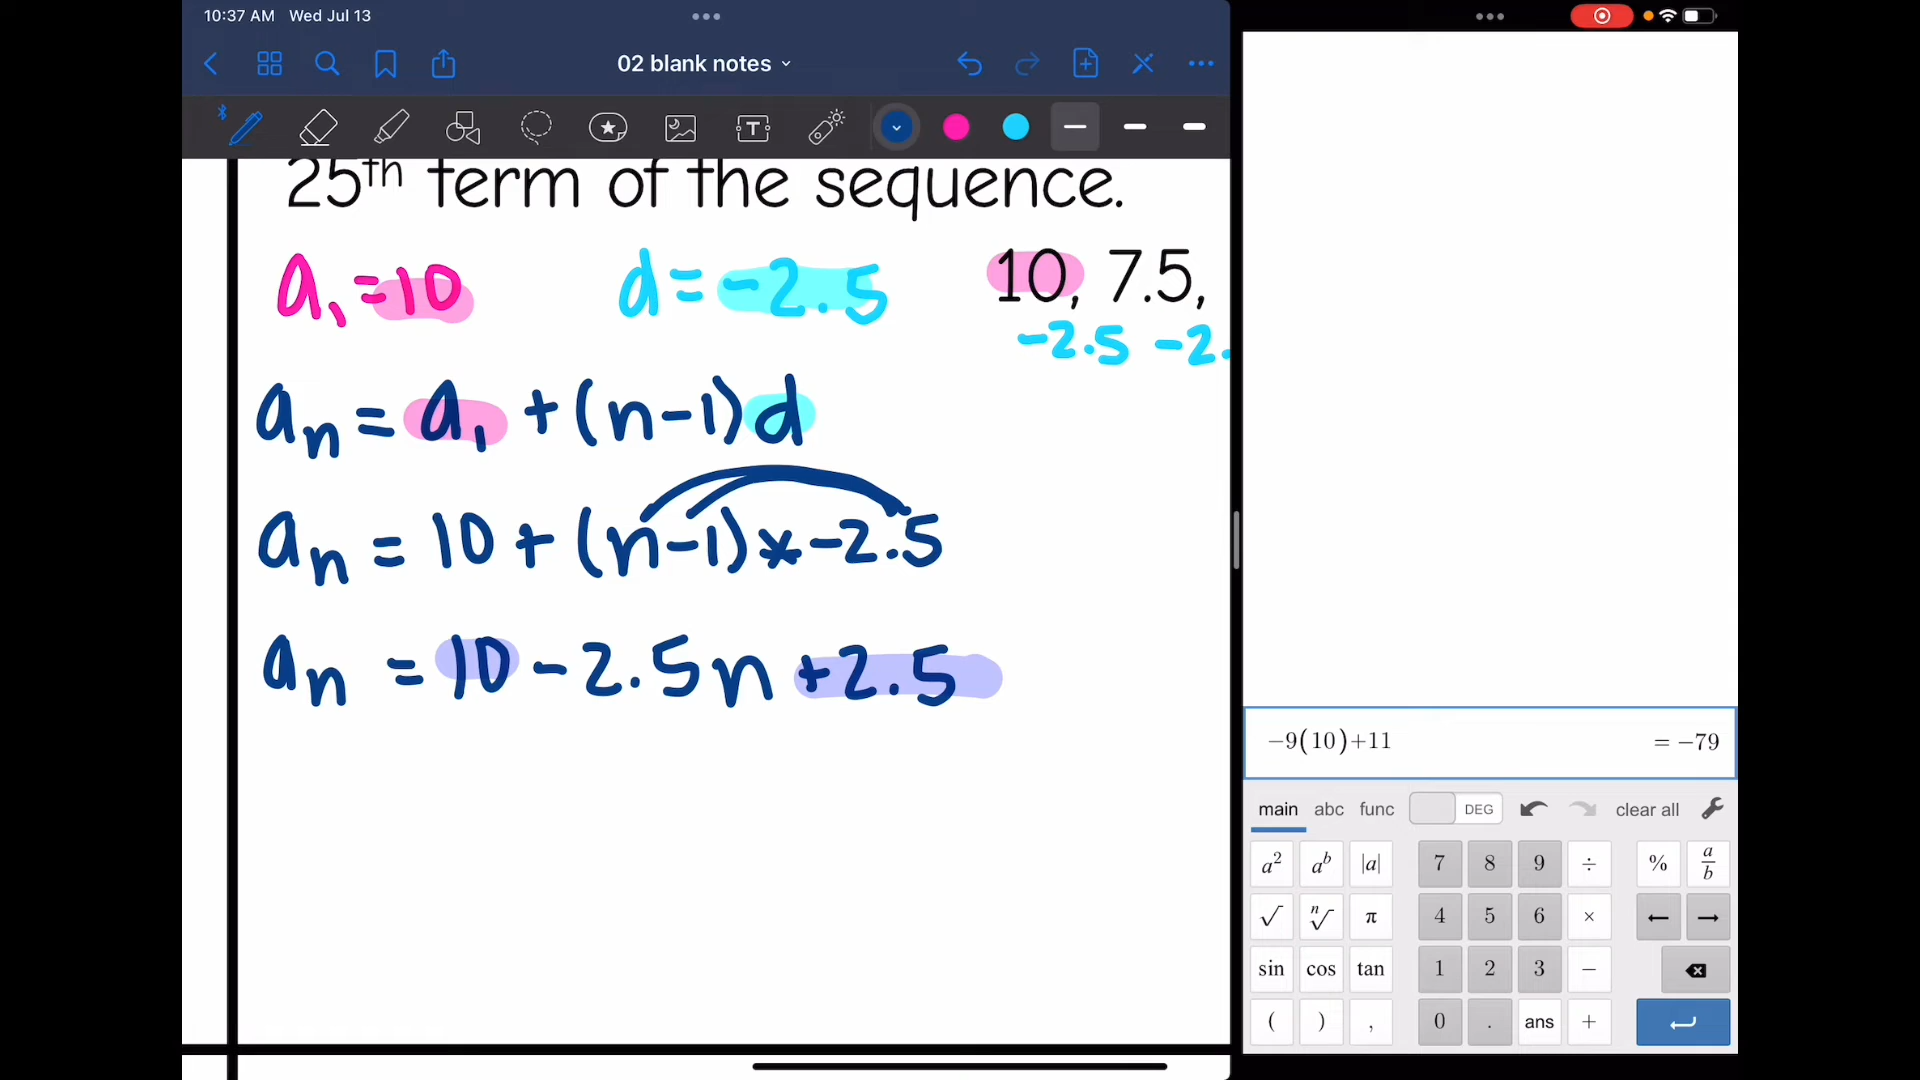 10:37 AM Wed Jul 13
02 blank notes
T
25th term of the sequence.
a₁ = 10 d = -2.5 10, 7.5,
-2.5 -2.
aₙ = a₁ + (n-1)d
aₙ = 10 + (n-1)*-2.5
aₙ = 10 - 2.5n + 2.5
−9(10)+11 = −79
main abc func DEG clear all
a² aᵇ |a| 7 8 9 ÷ % a/b
√ ⁿ√ π 4 5 6 × ← →
sin cos tan 1 2 3 −
( ) , 0 . ans +